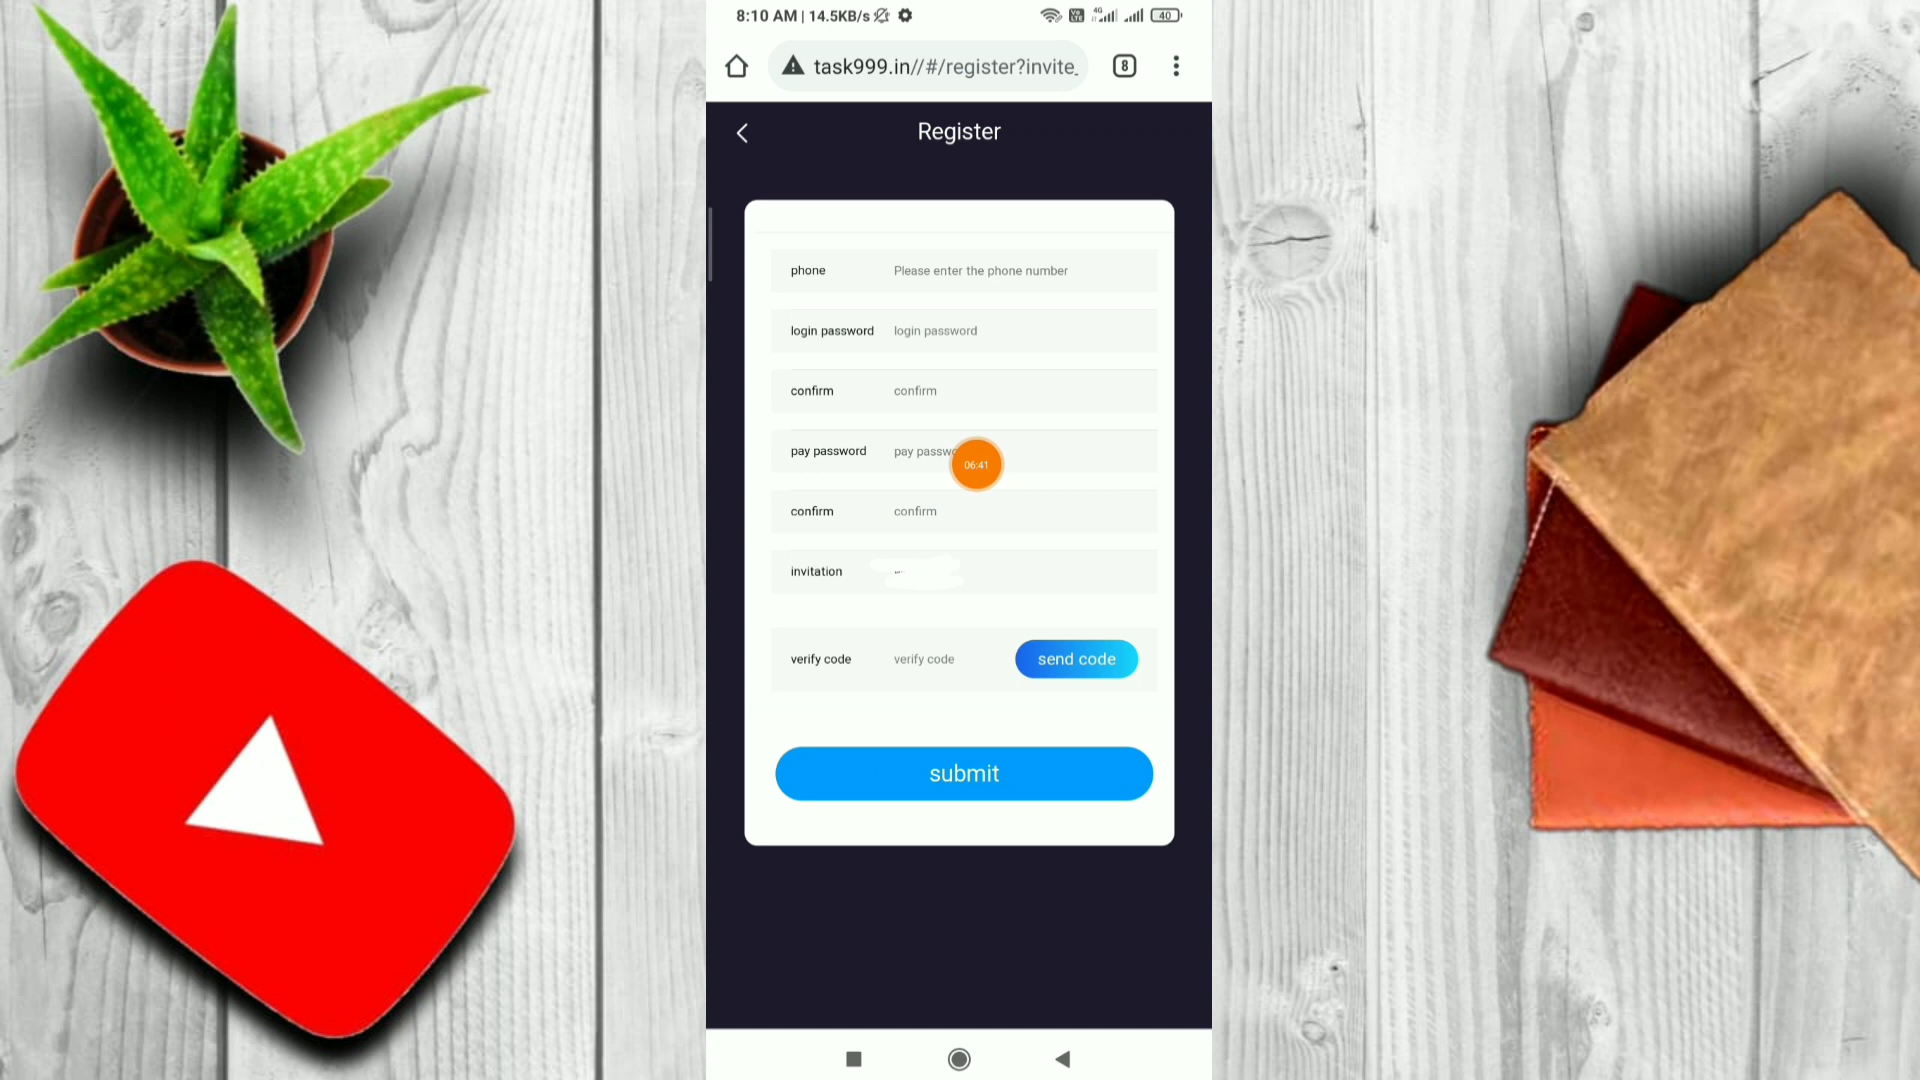 8:10 AM | 14.5KB/s
4G
40
task999.in//#/register?invite_
8
Register
phone Please enter the phone number
login password login password
confirm confirm
pay password pay passw
06:41
confirm confirm
invitation
verify code verify code send code
submit